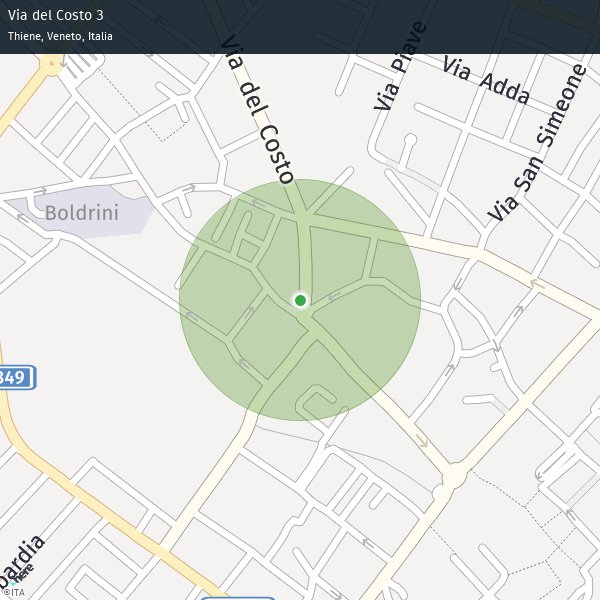 Via del Costo 3
Thiene, Veneto, Italia
Via del Costo
Via Piave
Via Adda
Via San Simeone
Boldrini
349
bardia
here
©ITA